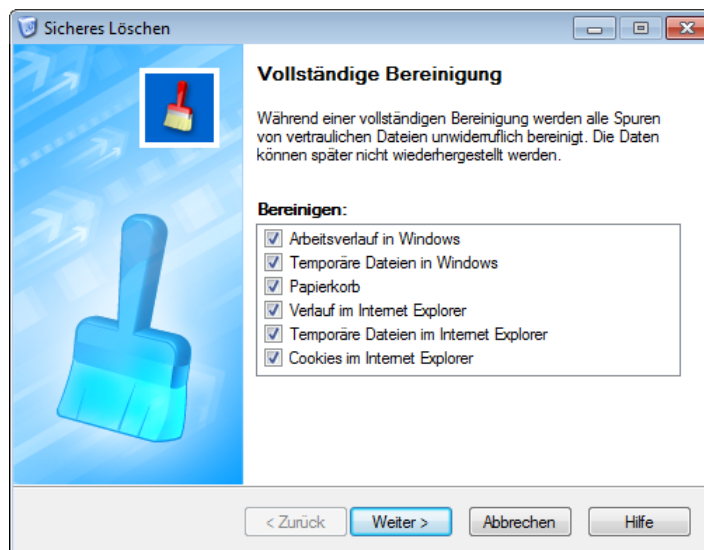 Sicheres Löschen
Vollständige Bereinigung
Während einer vollständigen Bereinigung werden alle Spuren
von vertraulichen Dateien unwiderruflich bereinigt. Die Daten
können später nicht wiederhergestellt werden.
Bereinigen:
Arbeitsverlauf in Windows
Temporäre Dateien in Windows
Papierkorb
Verlauf im Internet Explorer
Temporäre Dateien im Internet Explorer
Cookies im Internet Explorer
< Zurück Weiter > Abbrechen Hilfe